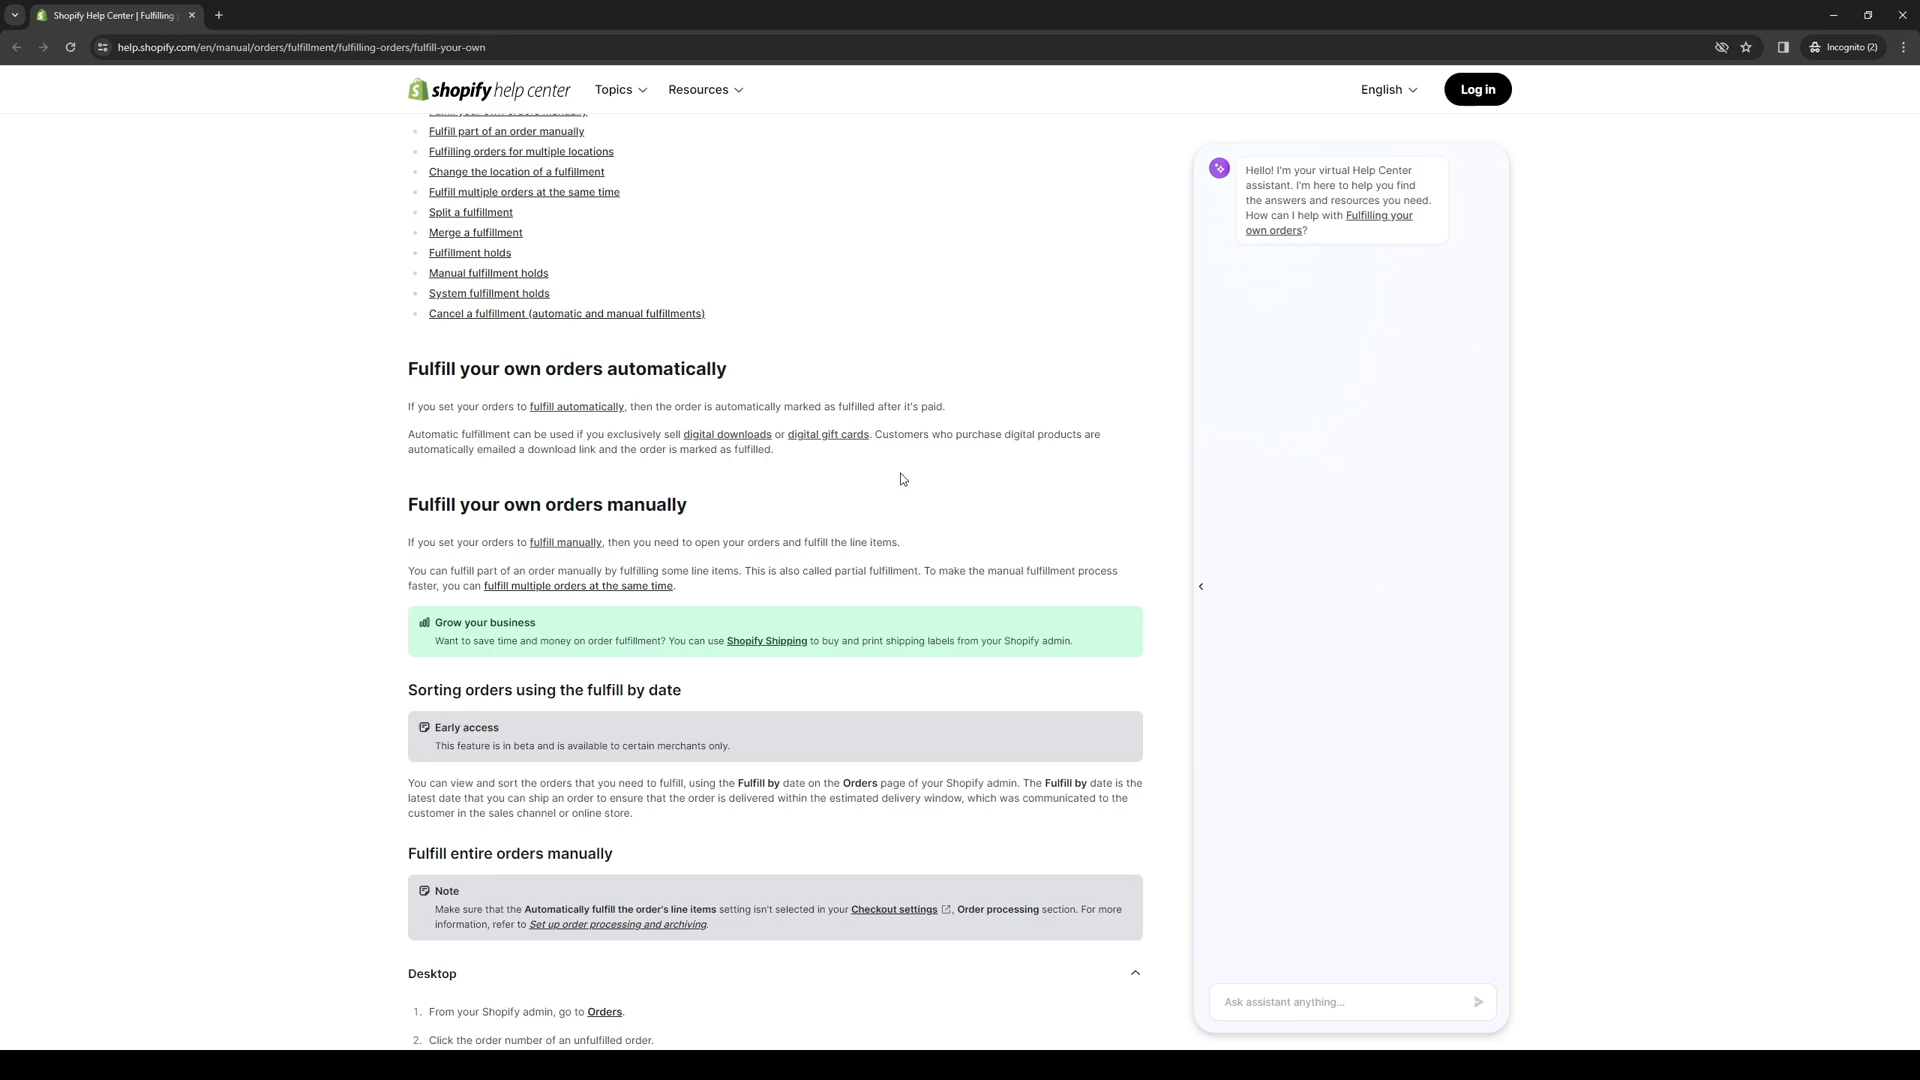 Shopify Help Center | Fulfilling
help.shopify.com/en/manual/orders/fulfillment/fulfilling-orders/fulfill-your-own
Incognito (2)
shopify help center
Topics
Resources
English
Log in
Fulfill your own orders manually
Fulfill part of an order manually
Fulfilling orders for multiple locations
Change the location of a fulfillment
Fulfill multiple orders at the same time
Split a fulfillment
Merge a fulfillment
Fulfillment holds
Manual fulfillment holds
System fulfillment holds
Cancel a fulfillment (automatic and manual fulfillments)
Fulfill your own orders automatically
If you set your orders to fulfill automatically, then the order is automatically marked as fulfilled after it's paid.
Automatic fulfillment can be used if you exclusively sell digital downloads or digital gift cards. Customers who purchase digital products are
automatically emailed a download link and the order is marked as fulfilled.
Fulfill your own orders manually
If you set your orders to fulfill manually, then you need to open your orders and fulfill the line items.
You can fulfill part of an order manually by fulfilling some line items. This is also called partial fulfillment. To make the manual fulfillment process
faster, you can fulfill multiple orders at the same time.
Grow your business
Want to save time and money on order fulfillment? You can use Shopify Shipping to buy and print shipping labels from your Shopify admin.
Sorting orders using the fulfill by date
Early access
This feature is in beta and is available to certain merchants only.
You can view and sort the orders that you need to fulfill, using the Fulfill by date on the Orders page of your Shopify admin. The Fulfill by date is the
latest date that you can ship an order to ensure that the order is delivered within the estimated delivery window, which was communicated to the
customer in the sales channel or online store.
Fulfill entire orders manually
Note
Make sure that the Automatically fulfill the order's line items setting isn't selected in your Checkout settings , Order processing section. For more
information, refer to Set up order processing and archiving.
Desktop
1. From your Shopify admin, go to Orders.
2. Click the order number of an unfulfilled order.
Hello! I'm your virtual Help Center
assistant. I'm here to help you find
the answers and resources you need.
How can I help with Fulfilling your
own orders?
Ask assistant anything...